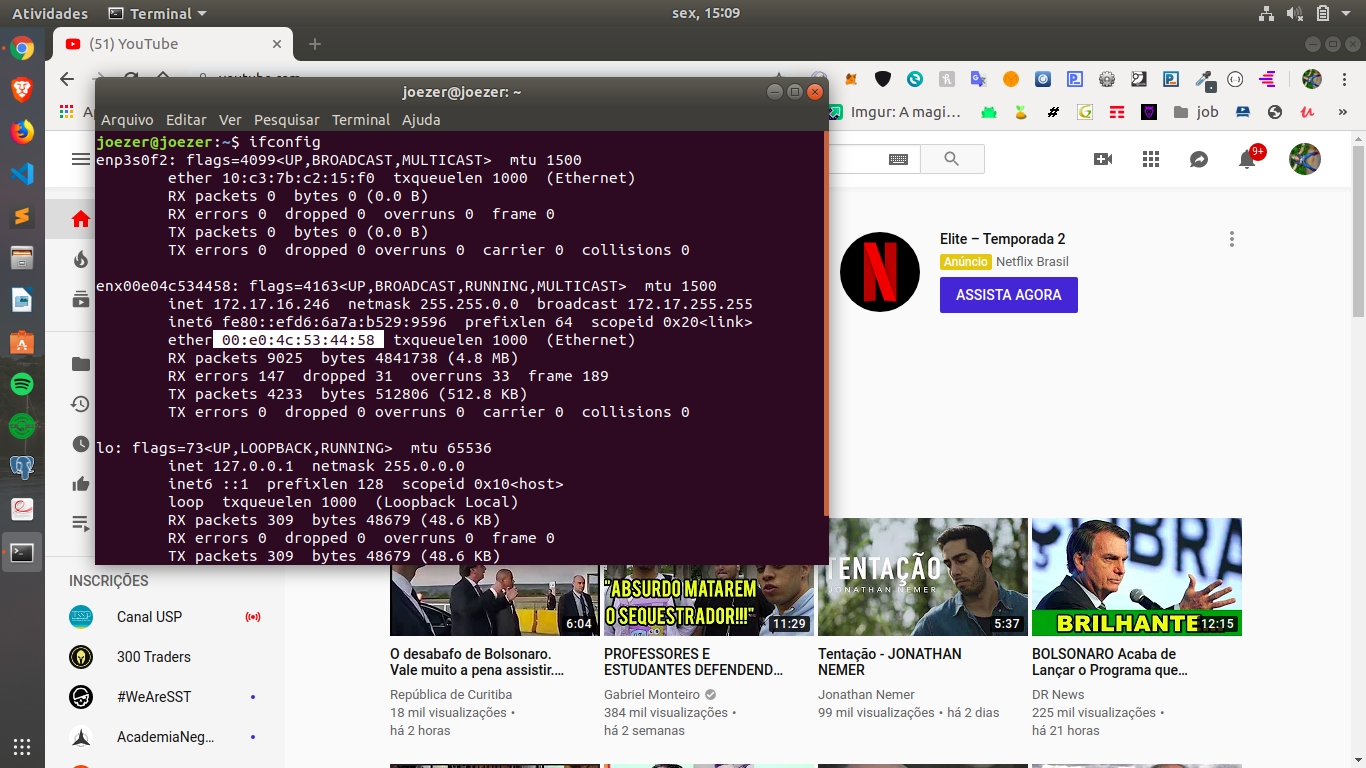 Atividades Terminal sex, 15:09
(51) YouTube
Imgur: A magi... job »
joezer@joezer: ~
Arquivo Editar Ver Pesquisar Terminal Ajuda
joezer@joezer:~$ ifconfig
enp3s0f2: flags=4099<UP,BROADCAST,MULTICAST>  mtu 1500
        ether 10:c3:7b:c2:15:f0  txqueuelen 1000  (Ethernet)
        RX packets 0  bytes 0 (0.0 B)
        RX errors 0  dropped 0  overruns 0  frame 0
        TX packets 0  bytes 0 (0.0 B)
        TX errors 0  dropped 0 overruns 0  carrier 0  collisions 0
enx00e04c534458: flags=4163<UP,BROADCAST,RUNNING,MULTICAST>  mtu 1500
        inet 172.17.16.246  netmask 255.255.0.0  broadcast 172.17.255.255
        inet6 fe80::efd6:6a7a:b529:9596  prefixlen 64  scopeid 0x20<link>
        ether 00:e0:4c:53:44:58  txqueuelen 1000  (Ethernet)
        RX packets 9025  bytes 4841738 (4.8 MB)
        RX errors 147  dropped 31  overruns 33  frame 189
        TX packets 4233  bytes 512806 (512.8 KB)
        TX errors 0  dropped 0 overruns 0  carrier 0  collisions 0
lo: flags=73<UP,LOOPBACK,RUNNING>  mtu 65536
        inet 127.0.0.1  netmask 255.0.0.0
        inet6 ::1  prefixlen 128  scopeid 0x10<host>
        loop  txqueuelen 1000  (Loopback Local)
        RX packets 309  bytes 48679 (48.6 KB)
        RX errors 0  dropped 0  overruns 0  frame 0
        TX packets 309  bytes 48679 (48.6 KB)
9+
Elite – Temporada 2
Anúncio Netflix Brasil
ASSISTA AGORA
INSCRIÇÕES
Canal USP
300 Traders
#WeAreSST
AcademiaNeg...
6:04
"ABSURDO MATAREM
O SEQUESTRADOR!!!"
11:29
TENTAÇÃO
JONATHAN NEMER
5:37
BRILHANTE
12:15
O desabafo de Bolsonaro.
Vale muito a pena assistir....
República de Curitiba
18 mil visualizações •
há 2 horas
PROFESSORES E
ESTUDANTES DEFENDEND...
Gabriel Monteiro
384 mil visualizações •
há 2 semanas
Tentação - JONATHAN
NEMER
Jonathan Nemer
99 mil visualizações • há 2 dias
BOLSONARO Acaba de
Lançar o Programa que...
DR News
225 mil visualizações •
há 21 horas